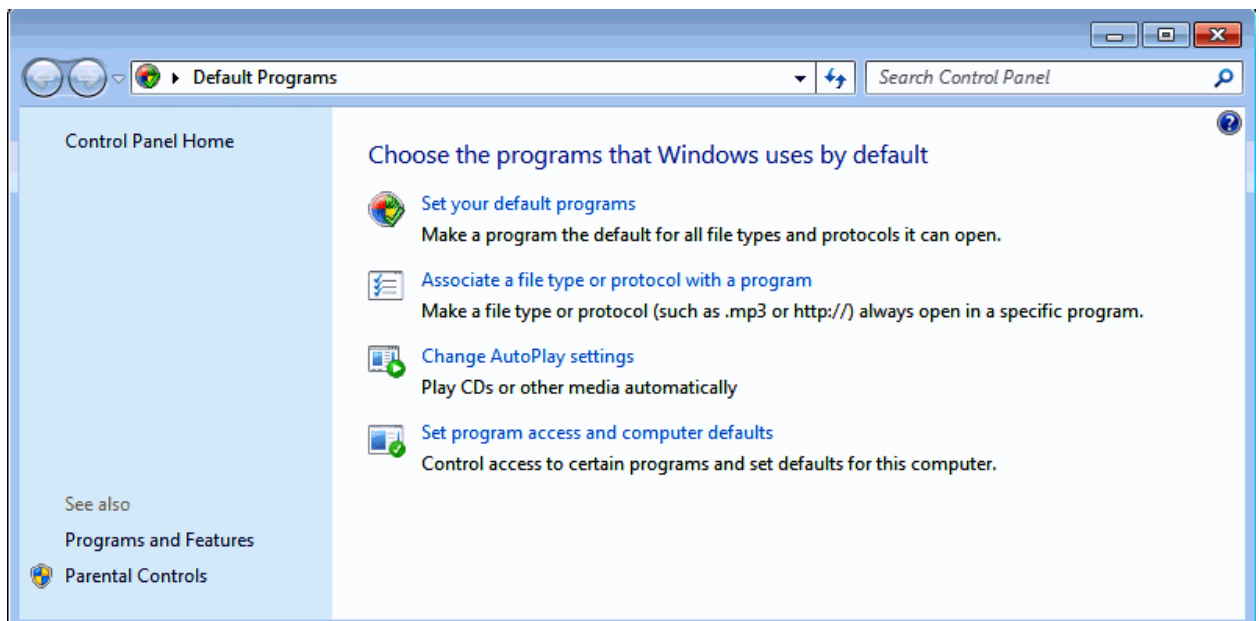 Default Programs
Search Control Panel
Control Panel Home
Choose the programs that Windows uses by default
Set your default programs
Make a program the default for all file types and protocols it can open.
Associate a file type or protocol with a program
Make a file type or protocol (such as .mp3 or http://) always open in a specific program.
Change AutoPlay settings
Play CDs or other media automatically
Set program access and computer defaults
Control access to certain programs and set defaults for this computer.
See also
Programs and Features
Parental Controls